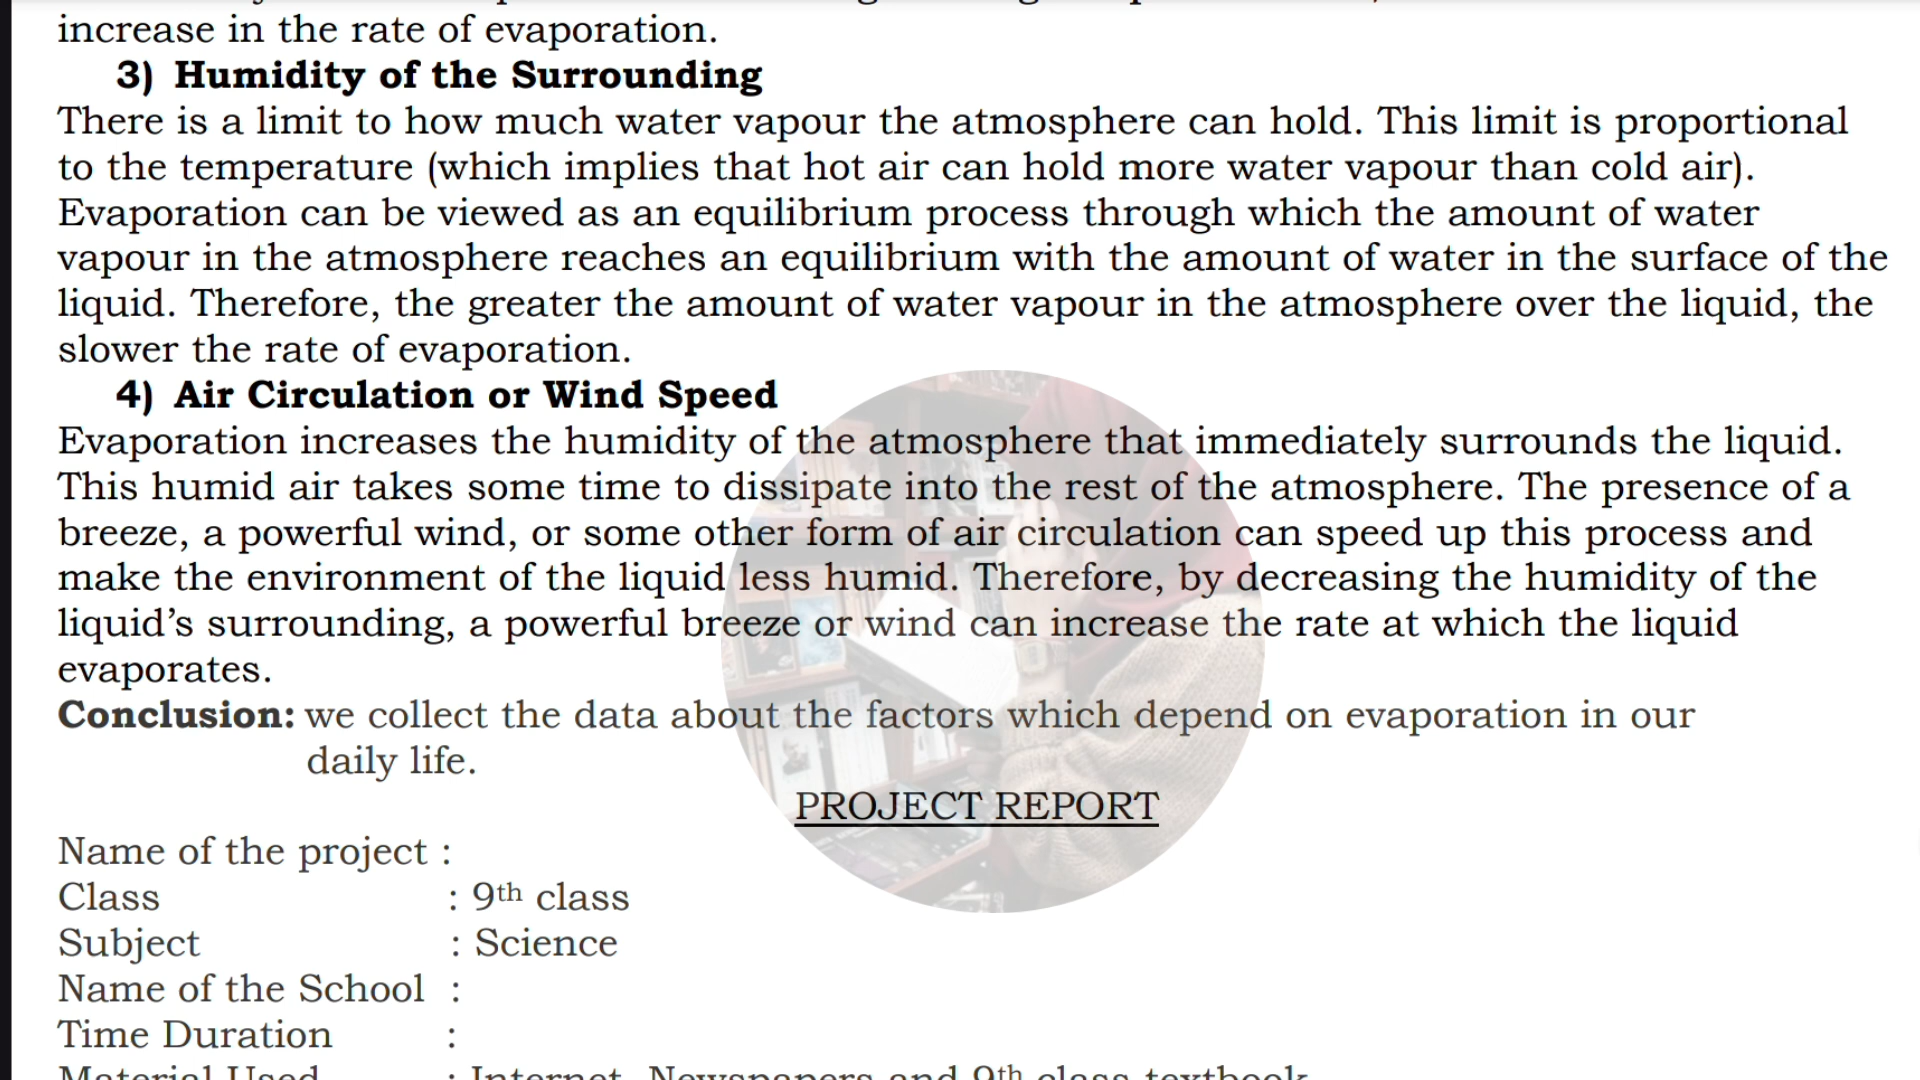 increase in the rate of evaporation.
3) Humidity of the Surrounding
There is a limit to how much water vapour the atmosphere can hold. This limit is proportional
to the temperature (which implies that hot air can hold more water vapour than cold air).
Evaporation can be viewed as an equilibrium process through which the amount of water
vapour in the atmosphere reaches an equilibrium with the amount of water in the surface of the
liquid. Therefore, the greater the amount of water vapour in the atmosphere over the liquid, the
slower the rate of evaporation.
4) Air Circulation or Wind Speed
Evaporation increases the humidity of the atmosphere that immediately surrounds the liquid.
This humid air takes some time to dissipate into the rest of the atmosphere. The presence of a
breeze, a powerful wind, or some other form of air circulation can speed up this process and
make the environment of the liquid less humid. Therefore, by decreasing the humidity of the
liquid’s surrounding, a powerful breeze or wind can increase the rate at which the liquid
evaporates.
Conclusion: we collect the data about the factors which depend on evaporation in our
daily life.
PROJECT REPORT
Name of the project :
Class : 9th class
Subject : Science
Name of the School :
Time Duration :
Material Used : Internet, Newspapers and 9th class textbook